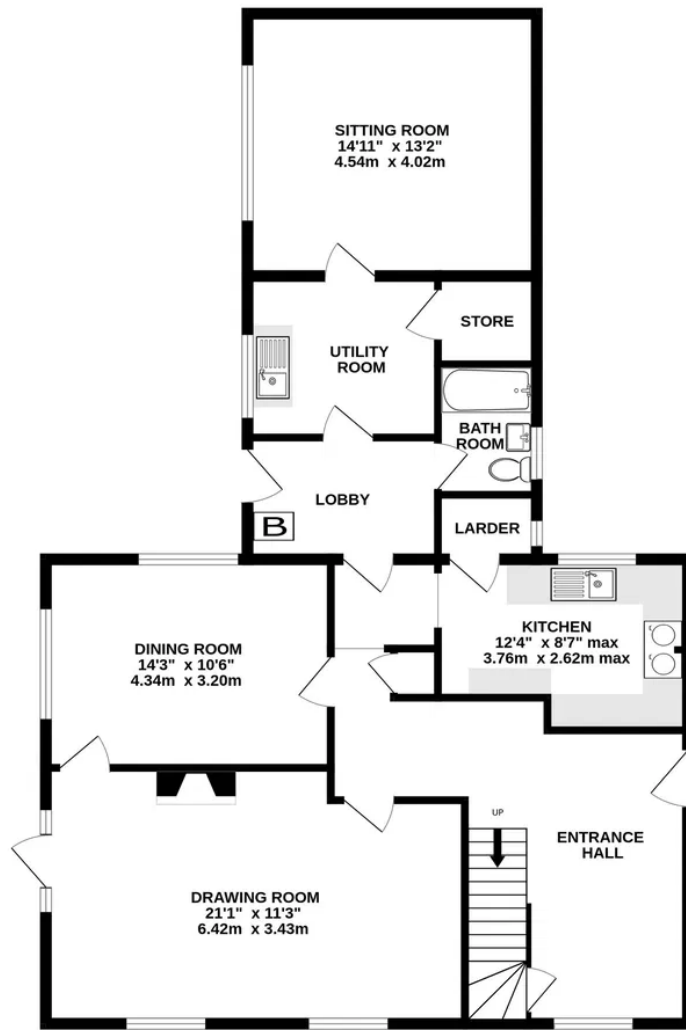 SITTING ROOM
14'11" x 13'2"
4.54m x 4.02m
STORE
UTILITY
ROOM
BATH
ROOM
LOBBY
B
LARDER
KITCHEN
12'4" x 8'7" max
3.76m x 2.62m max
DINING ROOM
14'3" x 10'6"
4.34m x 3.20m
UP
ENTRANCE
HALL
DRAWING ROOM
21'1" x 11'3"
6.42m x 3.43m